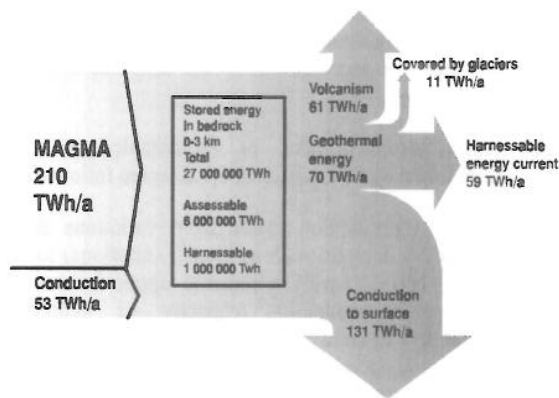 MAGMA
210
TWh/a
Conduction
53 TWh/a
Stored energy
in bedrock
0-3 km
Total
27 000 000 TWh
Assessable
6 000 000 TWh
Harnessable
1 000 000 Twh
Volcanism
61 TWh/a
Geothermal
energy
70 TWh/a
Covered by glaciers
11 TWh/a
Harnessable
energy current
59 TWh/a
Conduction
to surface
131 TWh/a